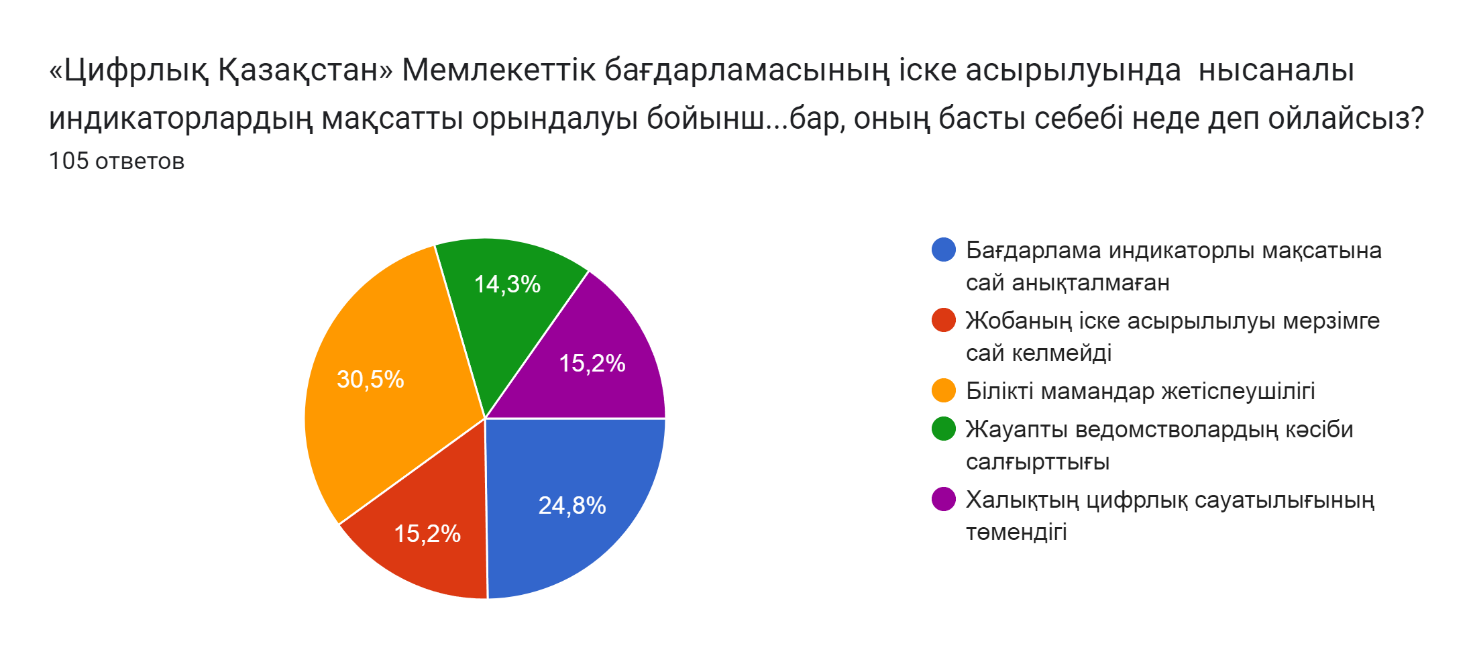 «Цифрлық Қазақстан» Мемлекеттік бағдарламасының іске асырылуында  нысаналы
индикаторлардың мақсатты орындалуы бойынш...бар, оның басты себебі неде деп ойлайсыз?
105 ответов
14,3%
15,2%
30,5%
24,8%
15,2%
Бағдарлама индикаторлы мақсатына
сай анықталмаған
Жобаның іске асырылылуы мерзімге
сай келмейді
Білікті мамандар жетіспеушілігі
Жауапты ведомстволардың кәсіби
салғырттығы
Халықтың цифрлық сауатылығының
төмендігі